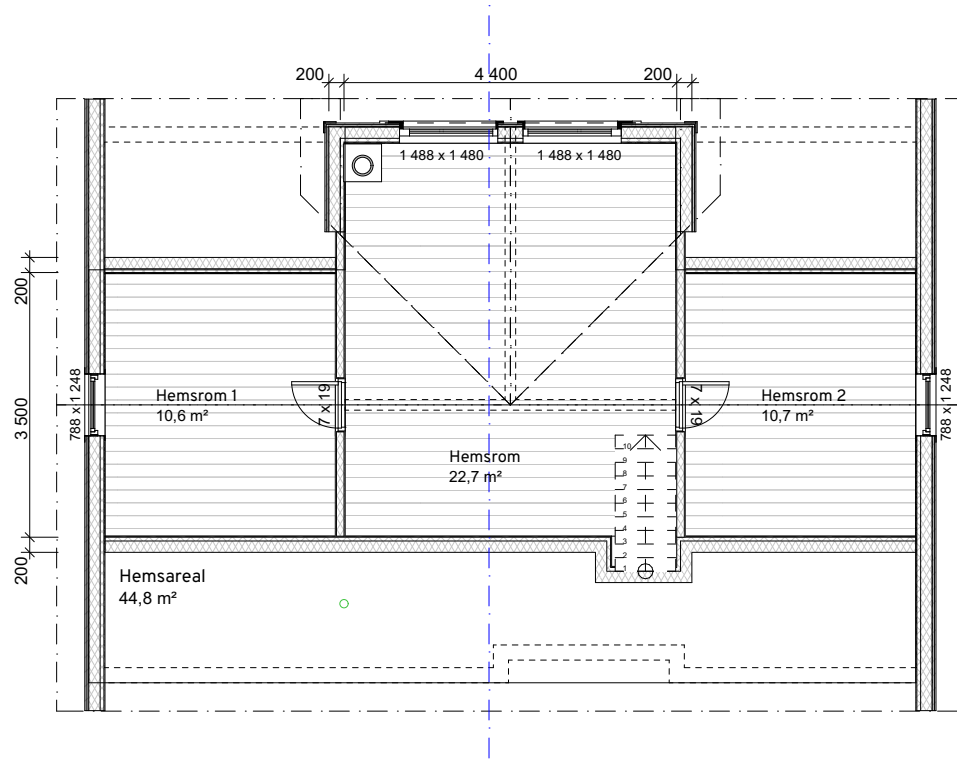 200
4 400
200
1 488 x 1 480
1 488 x 1 480
200
3 500
200
788 x 1 248
Hemsrom 1
10,6 m²
7 x 19
7 x 19
Hemsrom 2
10,7 m²
788 x 1 248
Hemsrom
22,7 m²
10
9
8
7
6
5
4
3
2
1
Hemsareal
44,8 m²